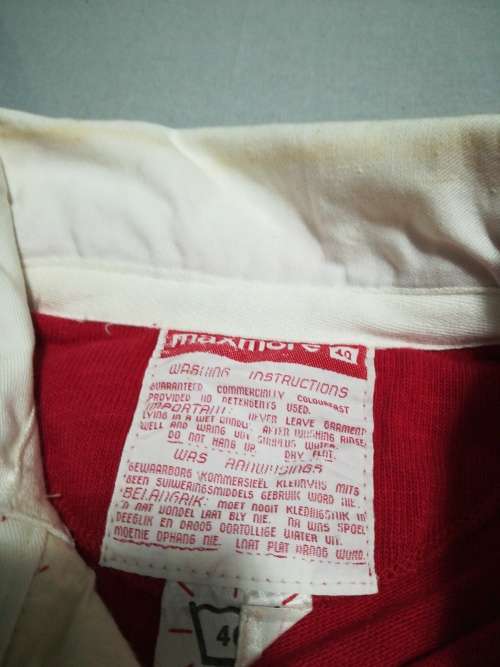 maxmore 40
WASHING INSTRUCTIONS
GUARANTEED COMMERCIALLY COLOURFAST
PROVIDED NO DETERGENTS USED.
IMPORTANT: NEVER LEAVE GARMENT
LYING IN A WET BUNDLE. AFTER WASHING RINSE
WELL AND WRING OUT SURPLUS WATER.
DO NOT HANG UP. DRY FLAT.
WAS AANWYSINGS
GEWAARBORG KOMMERSIEEL KLEURVAS MITS
GEEN SUIWERINGSMIDDELS GEBRUIK WORD NIE.
BELANGRIK: MOET NOOIT KLEDINGSTUK IN
'N NAT BONDEL LAAT BLY NIE. NA WAS SPOEL
DEEGLIK EN DROOG OORTOLLIGE WATER UIT.
MOENIE OPHANG NIE. LAAT PLAT DROOG WORD.